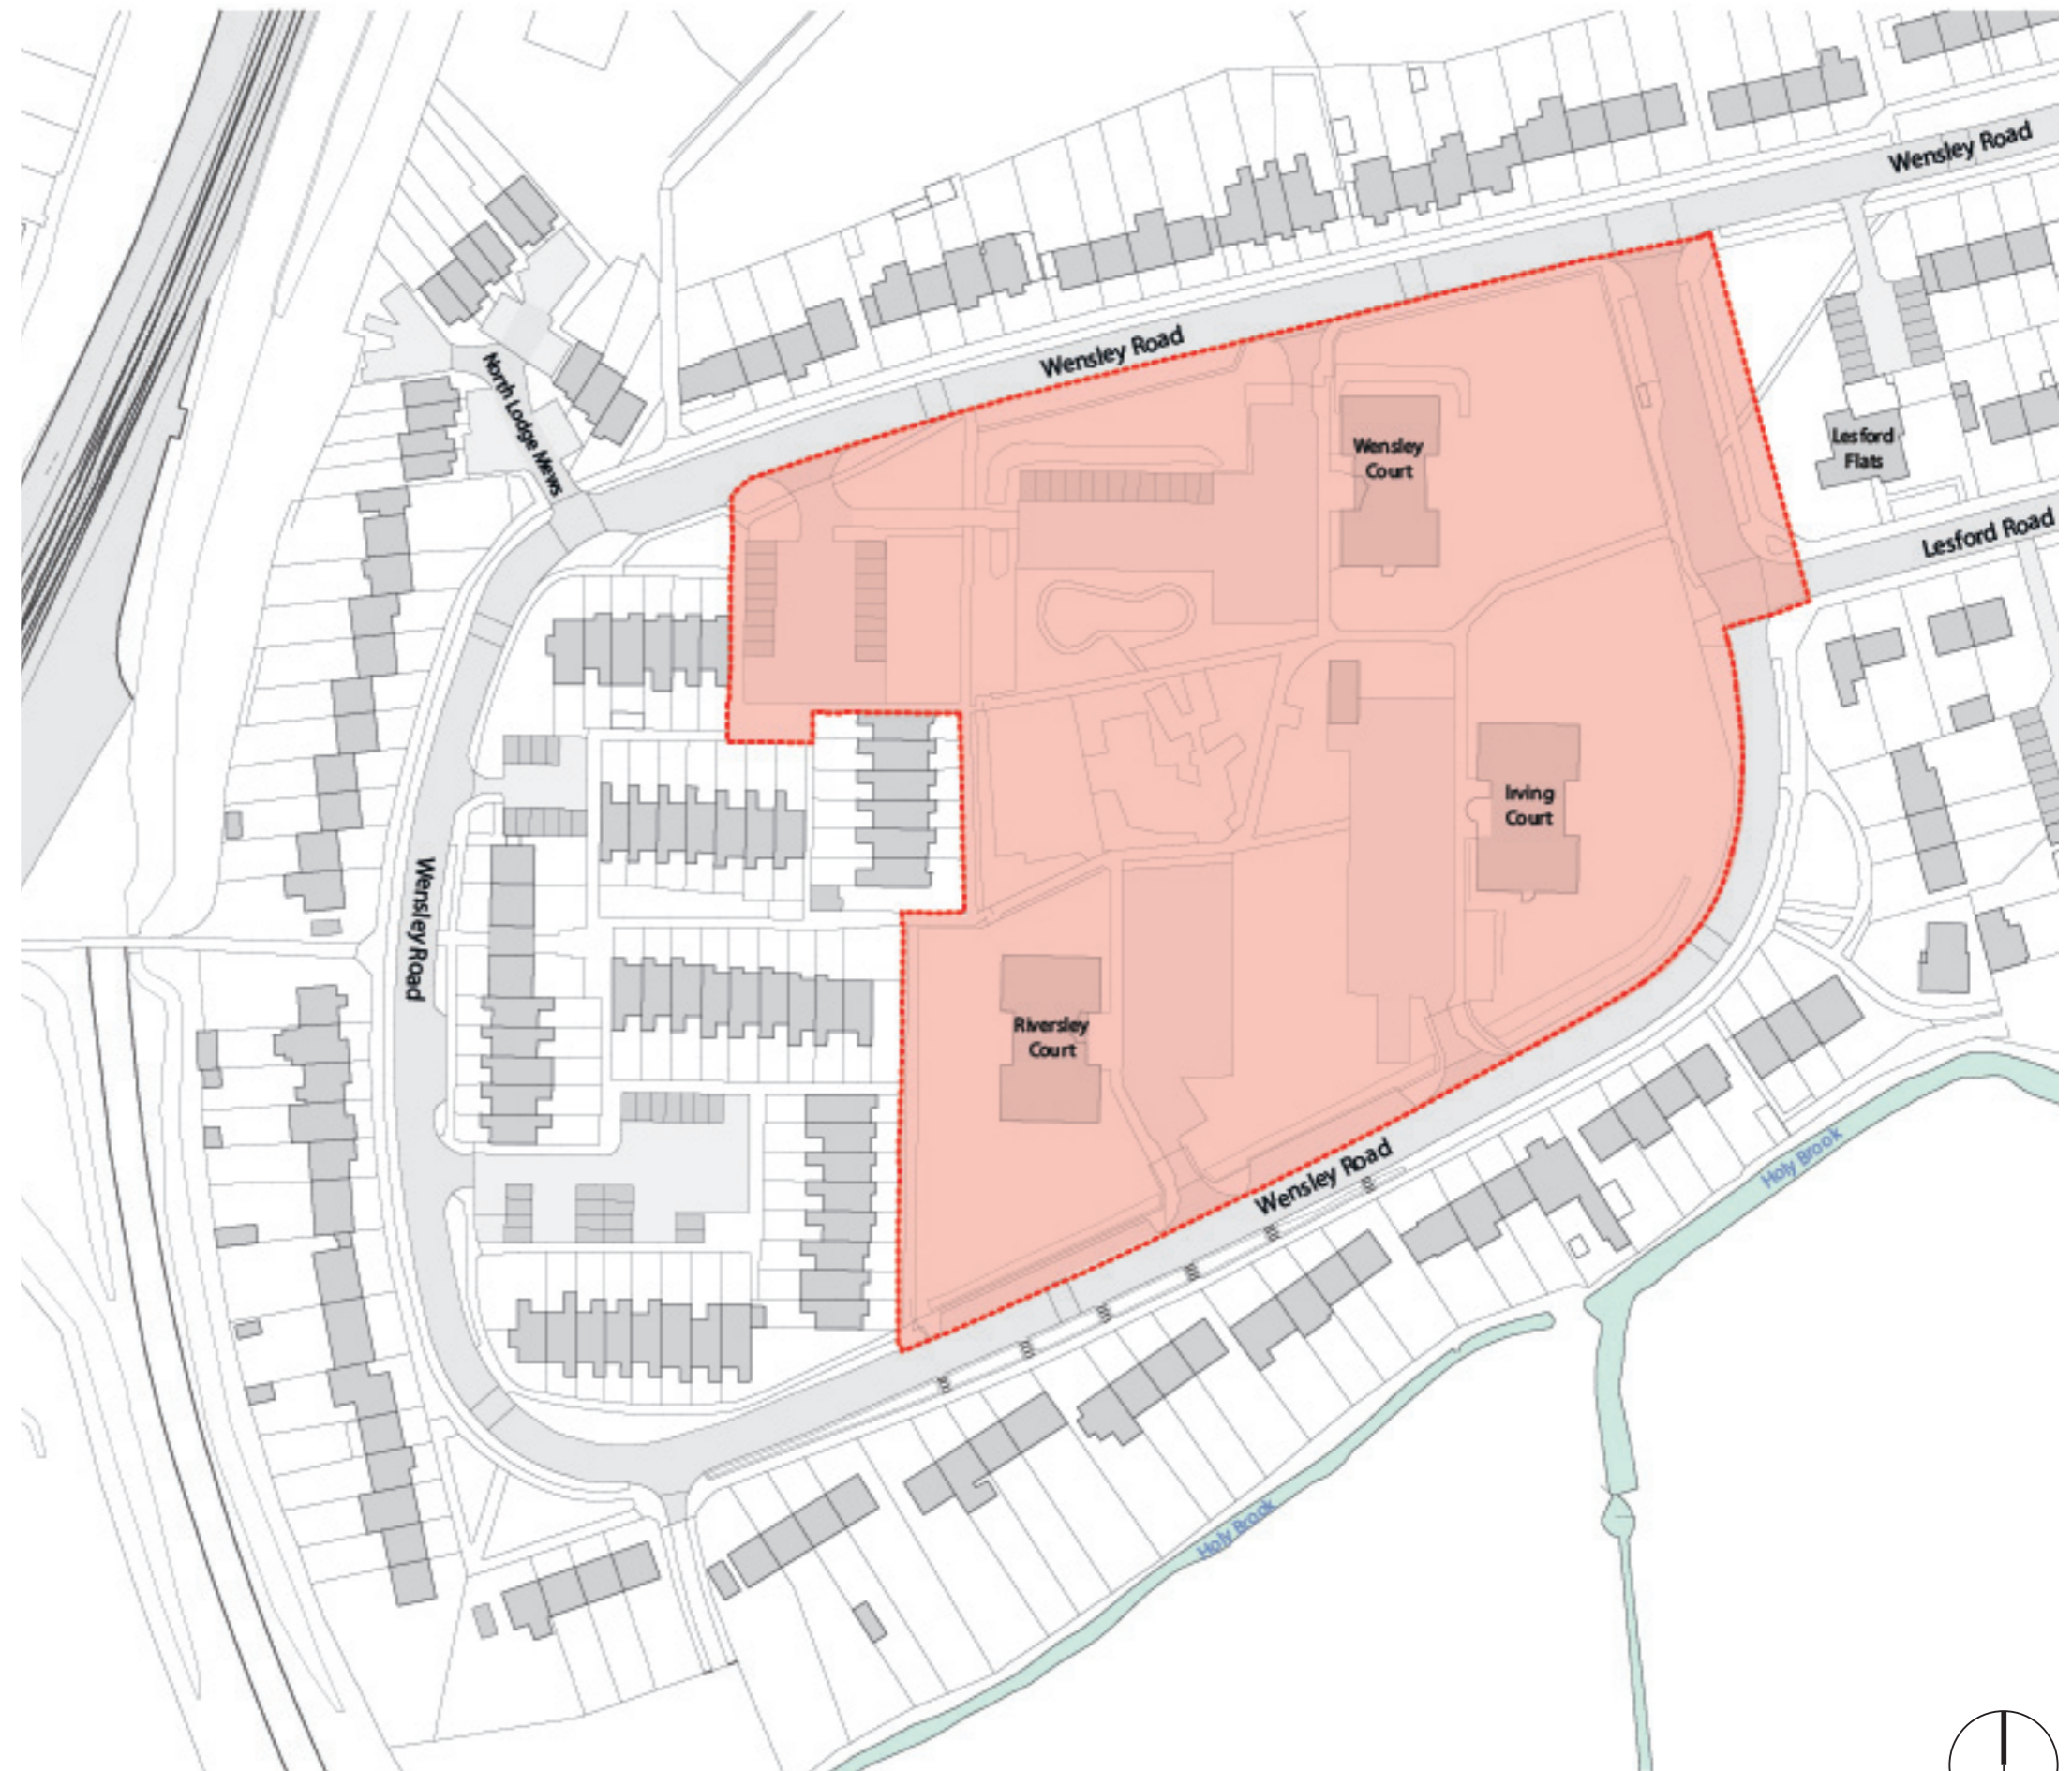 Wensley Road
Wensley Road
North Lodge Mews
Wensley
Court
Lesford
Flats
Lesford Road
Irving
Court
Wensley Road
Riversley
Court
Wensley Road
Holy Brook
Holy Brook